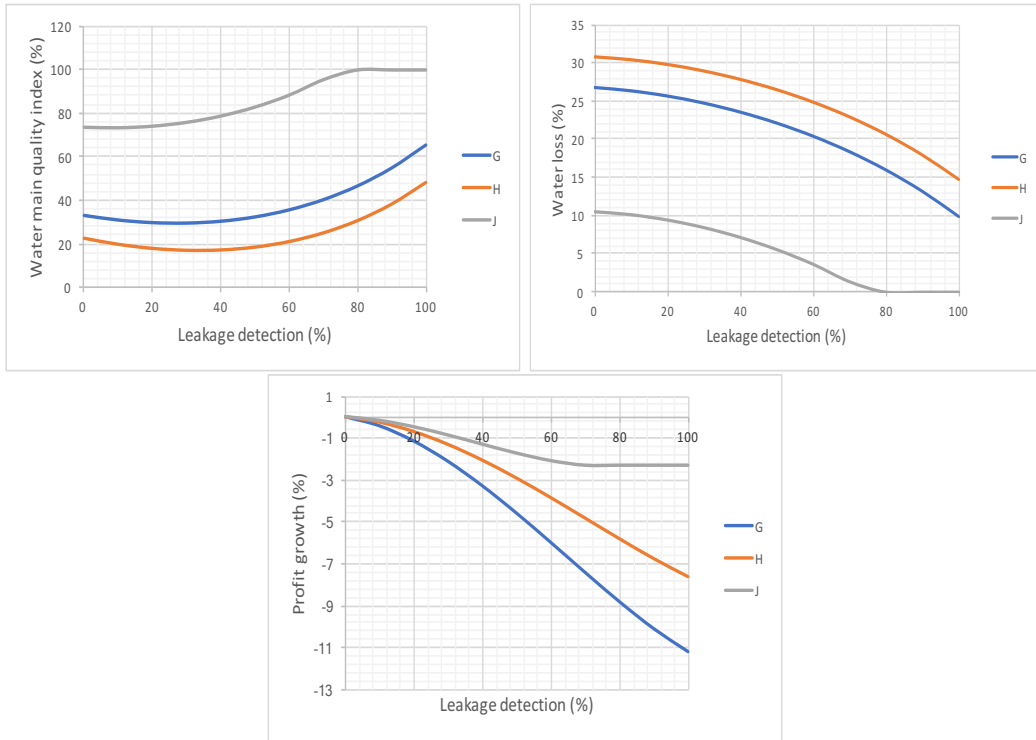 Water main quality index (%)
120
100
80
60
40
20
0
0 20 40 60 80 100
Leakage detection (%)
G
H
J
Water loss (%)
35
30
25
20
15
10
5
0
0 20 40 60 80 100
Leakage detection (%)
G
H
J
Profit growth (%)
1
-1
-3
-5
-7
-9
-11
-13
0 20 40 60 80 100
Leakage detection (%)
G
H
J